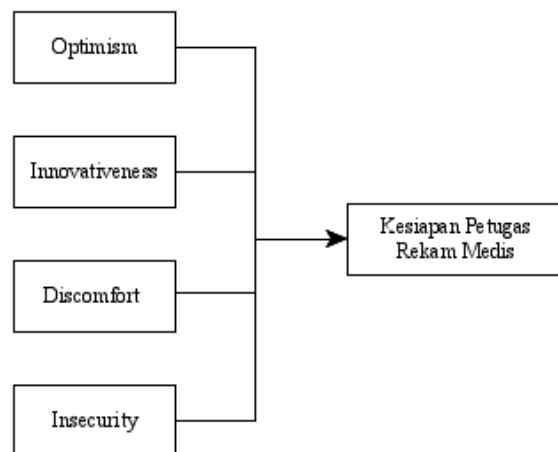 Optimism
Innovativeness
Kesiapan Petugas
Rekam Medis
Discomfort
Insecurity